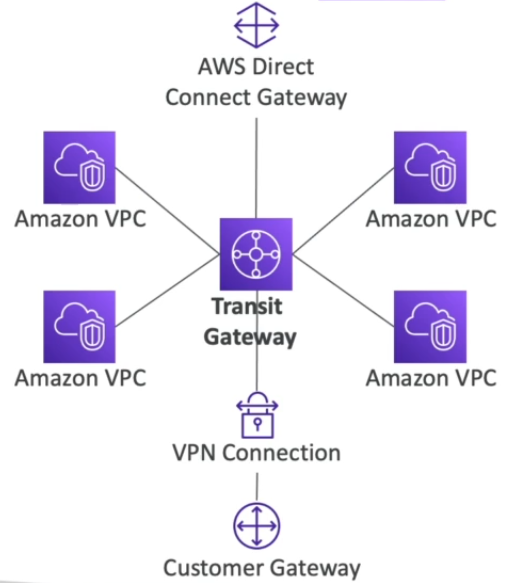 AWS Direct
Connect Gateway
Amazon VPC
Amazon VPC
Transit
Gateway
Amazon VPC
Amazon VPC
VPN Connection
Customer Gateway